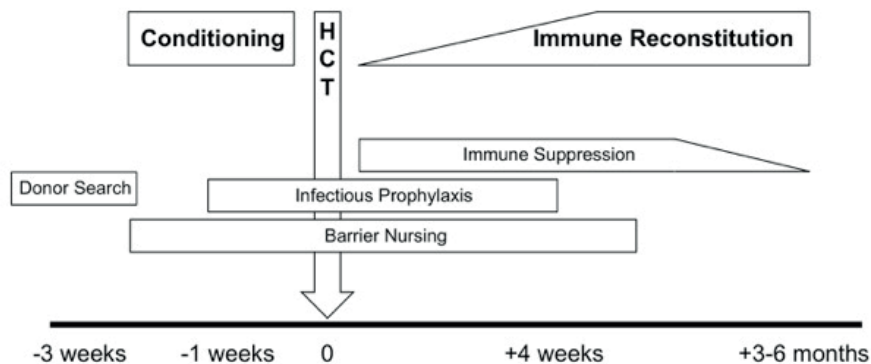 Conditioning
HCT
Immune Reconstitution
Immune Suppression
Donor Search
Infectious Prophylaxis
Barrier Nursing
-3 weeks -1 weeks 0 +4 weeks +3-6 months